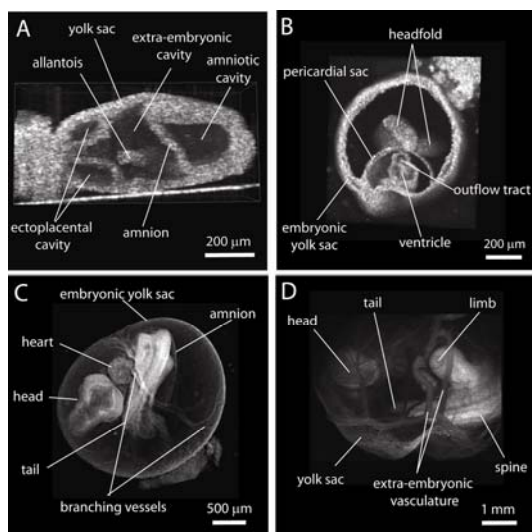 A
yolk sac
extra-embryonic
cavity
allantois
amniotic
cavity
ectoplacental
cavity
amnion
200 μm
B
headfold
pericardial sac
outflow tract
embryonic
yolk sac
ventricle
200 μm
C
embryonic yolk sac
amnion
heart
head
tail
branching vessels
500 μm
D
tail
limb
head
yolk sac
extra-embryonic
vasculature
spine
1 mm